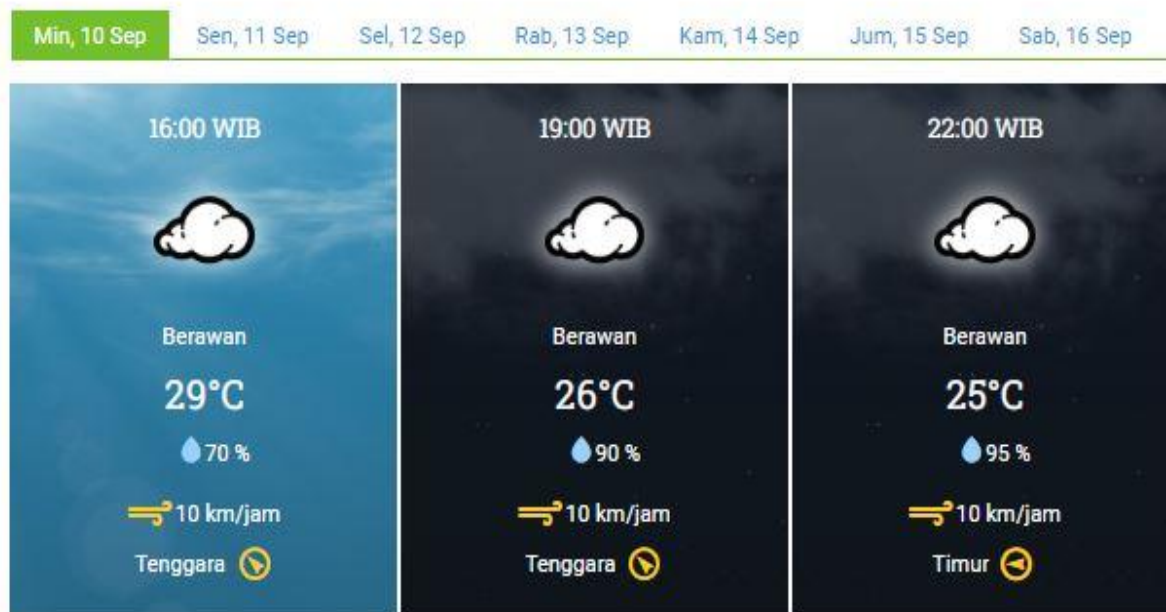 Min, 10 Sep
Sen, 11 Sep
Sel, 12 Sep
Rab, 13 Sep
Kam, 14 Sep
Jum, 15 Sep
Sab, 16 Sep
16:00 WIB
Berawan
29°C
70 %
10 km/jam
Tenggara
19:00 WIB
Berawan
26°C
90 %
10 km/jam
Tenggara
22:00 WIB
Berawan
25°C
95 %
10 km/jam
Timur